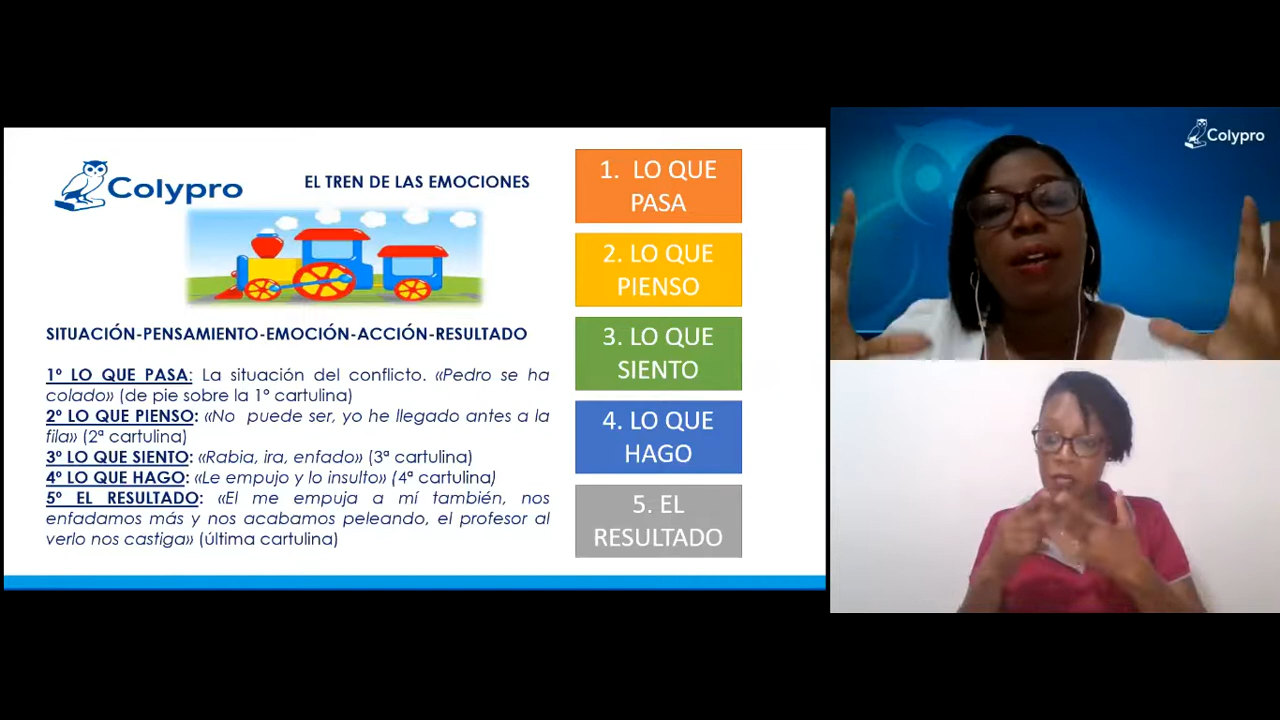 Colypro
EL TREN DE LAS EMOCIONES
SITUACIÓN-PENSAMIENTO-EMOCIÓN-ACCIÓN-RESULTADO
1º LO QUE PASA: La situación del conflicto. «Pedro se ha
colado» (de pie sobre la 1º cartulina)
2º LO QUE PIENSO: «No puede ser, yo he llegado antes a la
fila» (2ª cartulina)
3º LO QUE SIENTO: «Rabia, ira, enfado» (3ª cartulina)
4º LO QUE HAGO: «Le empujo y lo insulto» (4ª cartulina)
5º EL RESULTADO: «El me empuja a mí también, nos
enfadamos más y nos acabamos peleando, el profesor al
verlo nos castiga» (última cartulina)
1. LO QUE
PASA
2. LO QUE
PIENSO
3. LO QUE
SIENTO
4. LO QUE
HAGO
5. EL
RESULTADO
Colypro